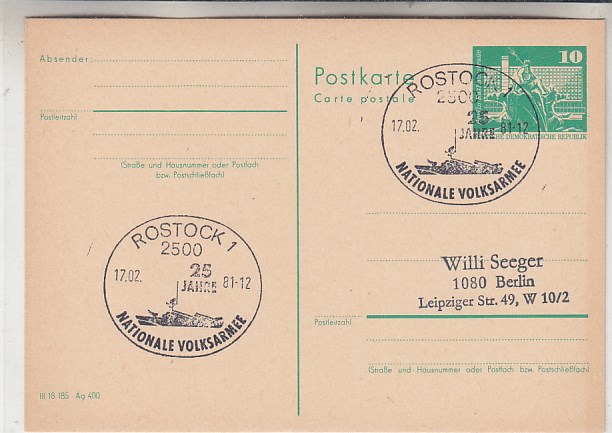 Absender
Postleitzahl
(Straße und Hausnummer oder Postfach
bzw. Postschließfach)
ROSTOCK 1
2500
17.02. 25 81-12
JAHRE
NATIONALE VOLKSARMEE
III 18 185 Ag 400
Postkarte
Carte postale
10
DEMOKRATISCHE REPUBLIK
ROSTOCK 1
2500
25
17.02. JAHRE 81-12
NATIONALE VOLKSARMEE
Willi Seeger
1080 Berlin
Leipziger Str. 49, W 10/2
Postleitzahl
(Straße und Hausnummer oder Postfach bzw. Postschließfach)